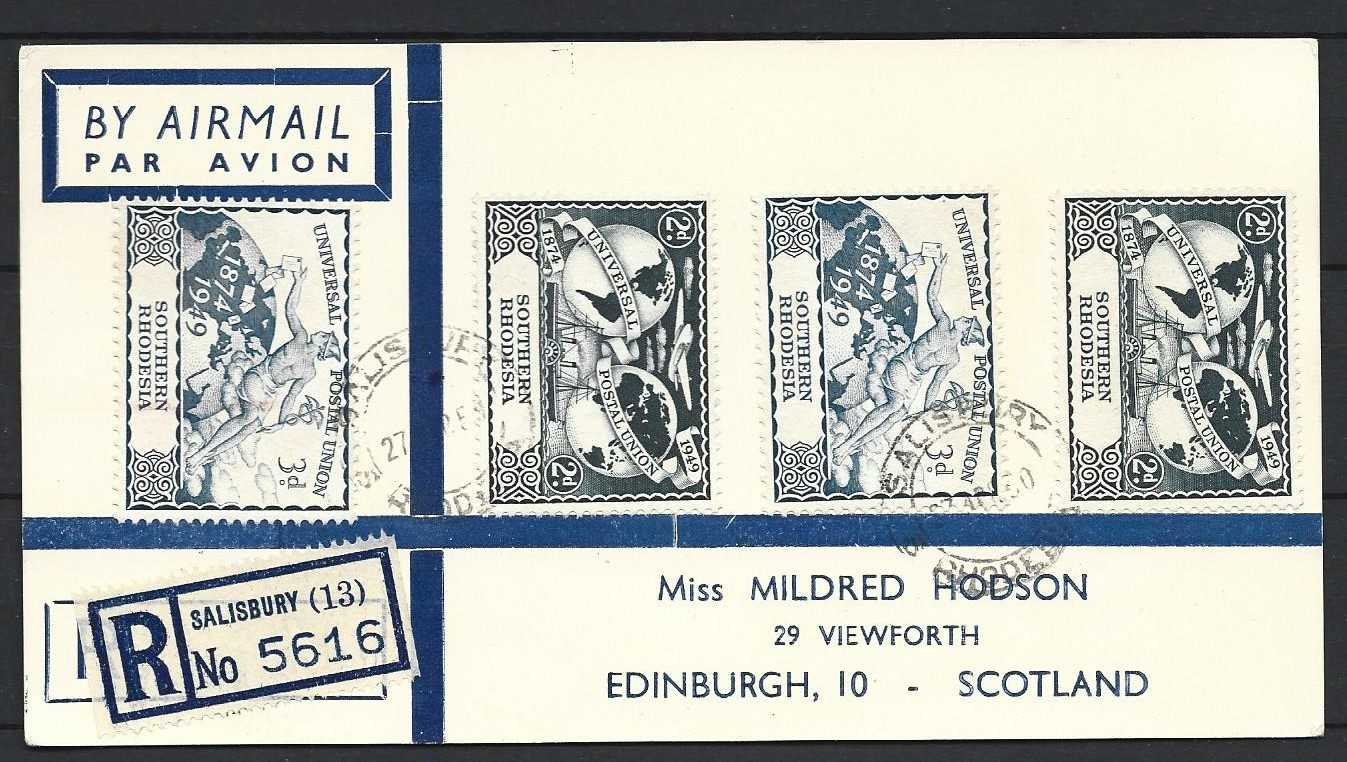 BY AIRMAIL
PAR AVION
UNIVERSAL POSTAL UNION
1874
1949
SOUTHERN
RHODESIA
3d
2d
1874
UNIVERSAL
POSTAL UNION
1949
SOUTHERN
RHODESIA
2d
UNIVERSAL POSTAL UNION
1874
1949
SOUTHERN
RHODESIA
3d
2d
1874
UNIVERSAL
POSTAL UNION
1949
SOUTHERN
RHODESIA
2d
27
SALISBURY
R
SALISBURY (13)
No 5616
Miss MILDRED HODSON
29 VIEWFORTH
EDINBURGH, 10 - SCOTLAND